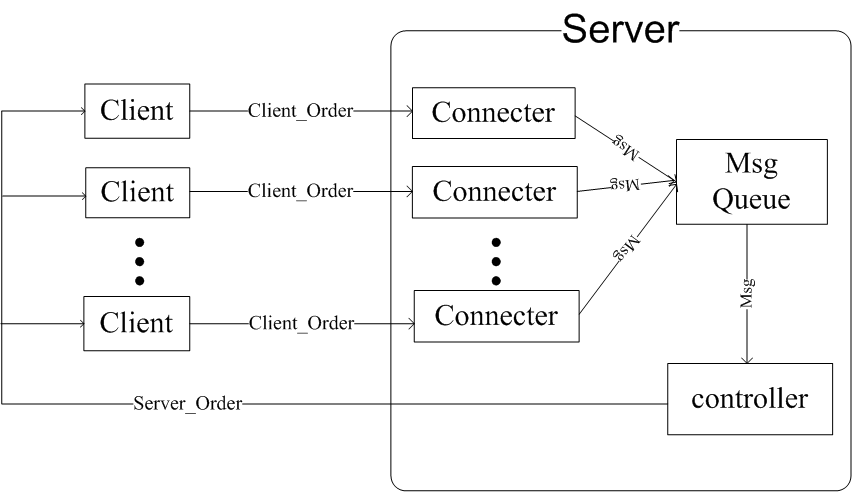 Server
Client
Client_Order
Connecter
Msg
Client
Client_Order
Connecter
Msg
Msg
Queue
Client
Client_Order
Connecter
Msg
Msg
Server_Order
controller